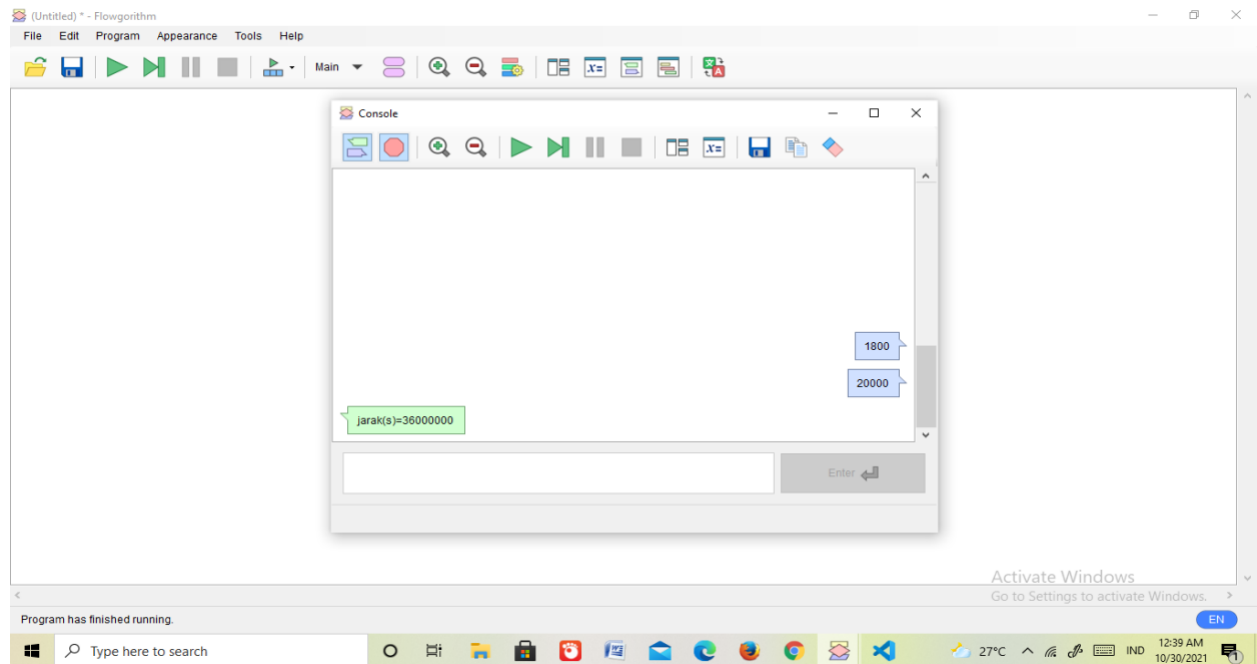 (Untitled) * - Flowgorithm
File Edit Program Appearance Tools Help
Main
x=
Console
x=
1800
20000
jarak(s)=36000000
Enter
Activate Windows
Go to Settings to activate Windows.
Program has finished running.
EN
Type here to search
27°C
IND
12:39 AM
10/30/2021
1